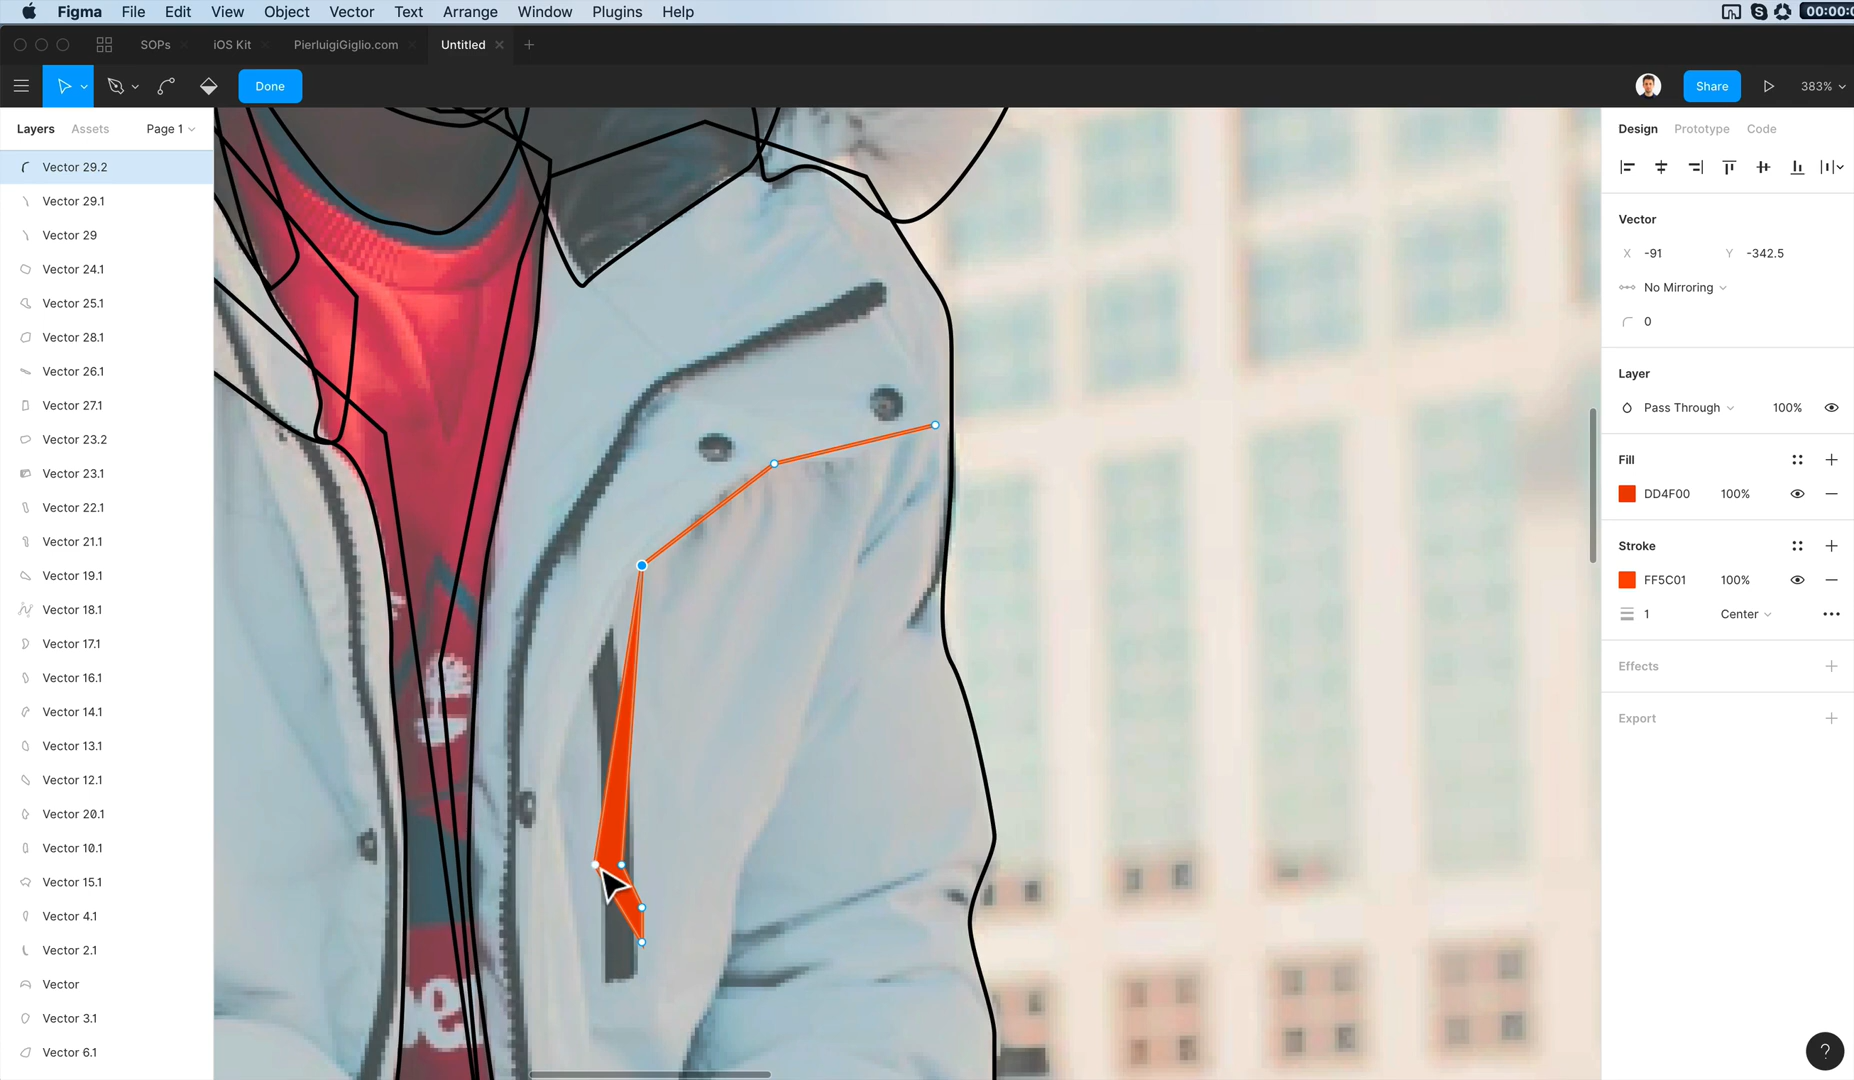 Figma File Edit View Object Vector Text Arrange Window Plugins Help
SOPs iOS Kit PierluigiGiglio.com Untitled
Done Share 383%
Layers Assets Page 1
Vector 29.2
Vector 29.1
Vector 29
Vector 24.1
Vector 25.1
Vector 28.1
Vector 26.1
Vector 27.1
Vector 23.2
Vector 23.1
Vector 22.1
Vector 21.1
Vector 19.1
Vector 18.1
Vector 17.1
Vector 16.1
Vector 14.1
Vector 13.1
Vector 12.1
Vector 20.1
Vector 10.1
Vector 15.1
Vector 4.1
Vector 2.1
Vector
Vector 3.1
Vector 6.1
Design Prototype Code
Vector
X -91 Y -342.5
No Mirroring
0
Layer
Pass Through 100%
Fill
DD4F00 100%
Stroke
FF5C01 100%
1 Center
Effects
Export
?